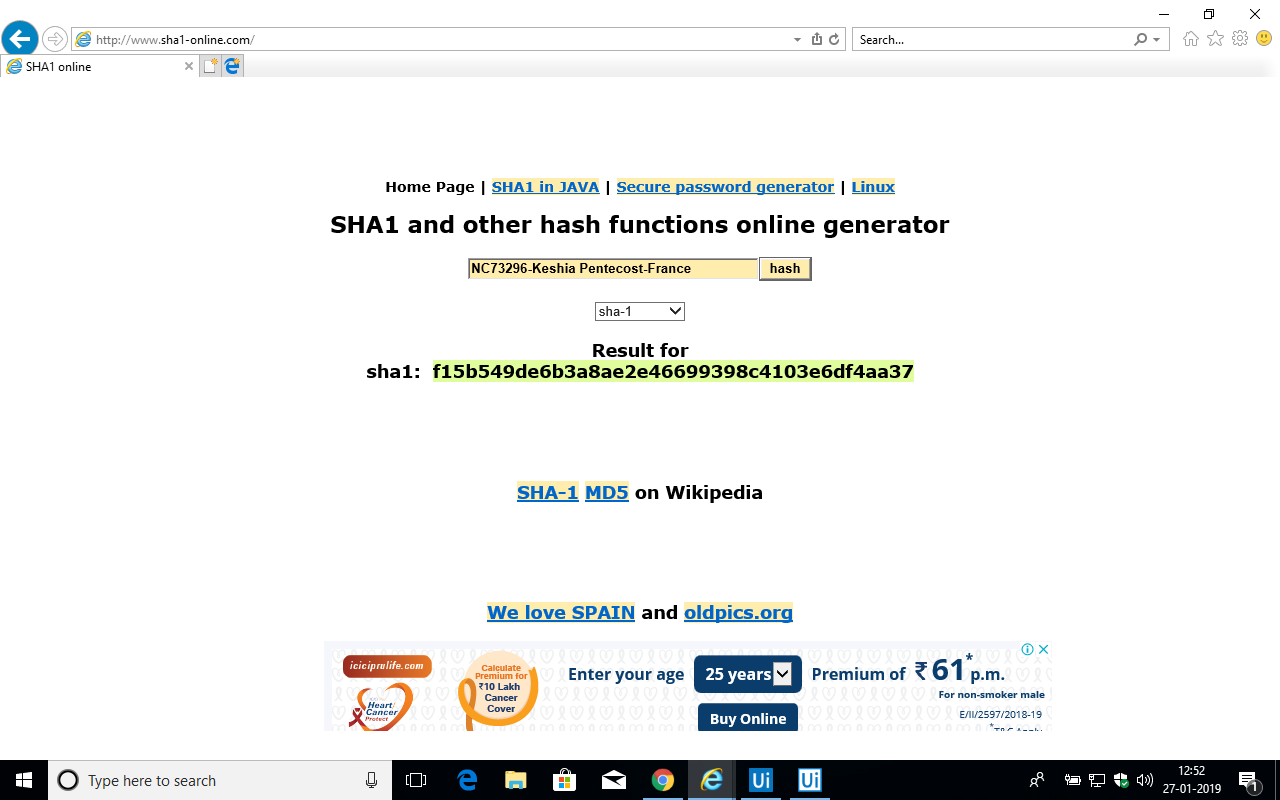 http://www.sha1-online.com/
Search...
SHA1 online
Home Page | SHA1 in JAVA | Secure password generator | Linux
SHA1 and other hash functions online generator
NC73296-Keshia Pentecost-France
hash
sha-1
Result for
sha1: f15b549de6b3a8ae2e46699398c4103e6df4aa37
SHA-1 MD5 on Wikipedia
We love SPAIN and oldpics.org
iciciprulife.com
Heart/
Cancer
Protect
Calculate
Premium for
₹10 Lakh
Cancer
Cover
Enter your age
25 years
Premium of ₹ 61* p.m.
For non-smoker male
Buy Online
E/II/2597/2018-19
*T&C Apply
Type here to search
Ui
Ui
12:52
27-01-2019
1